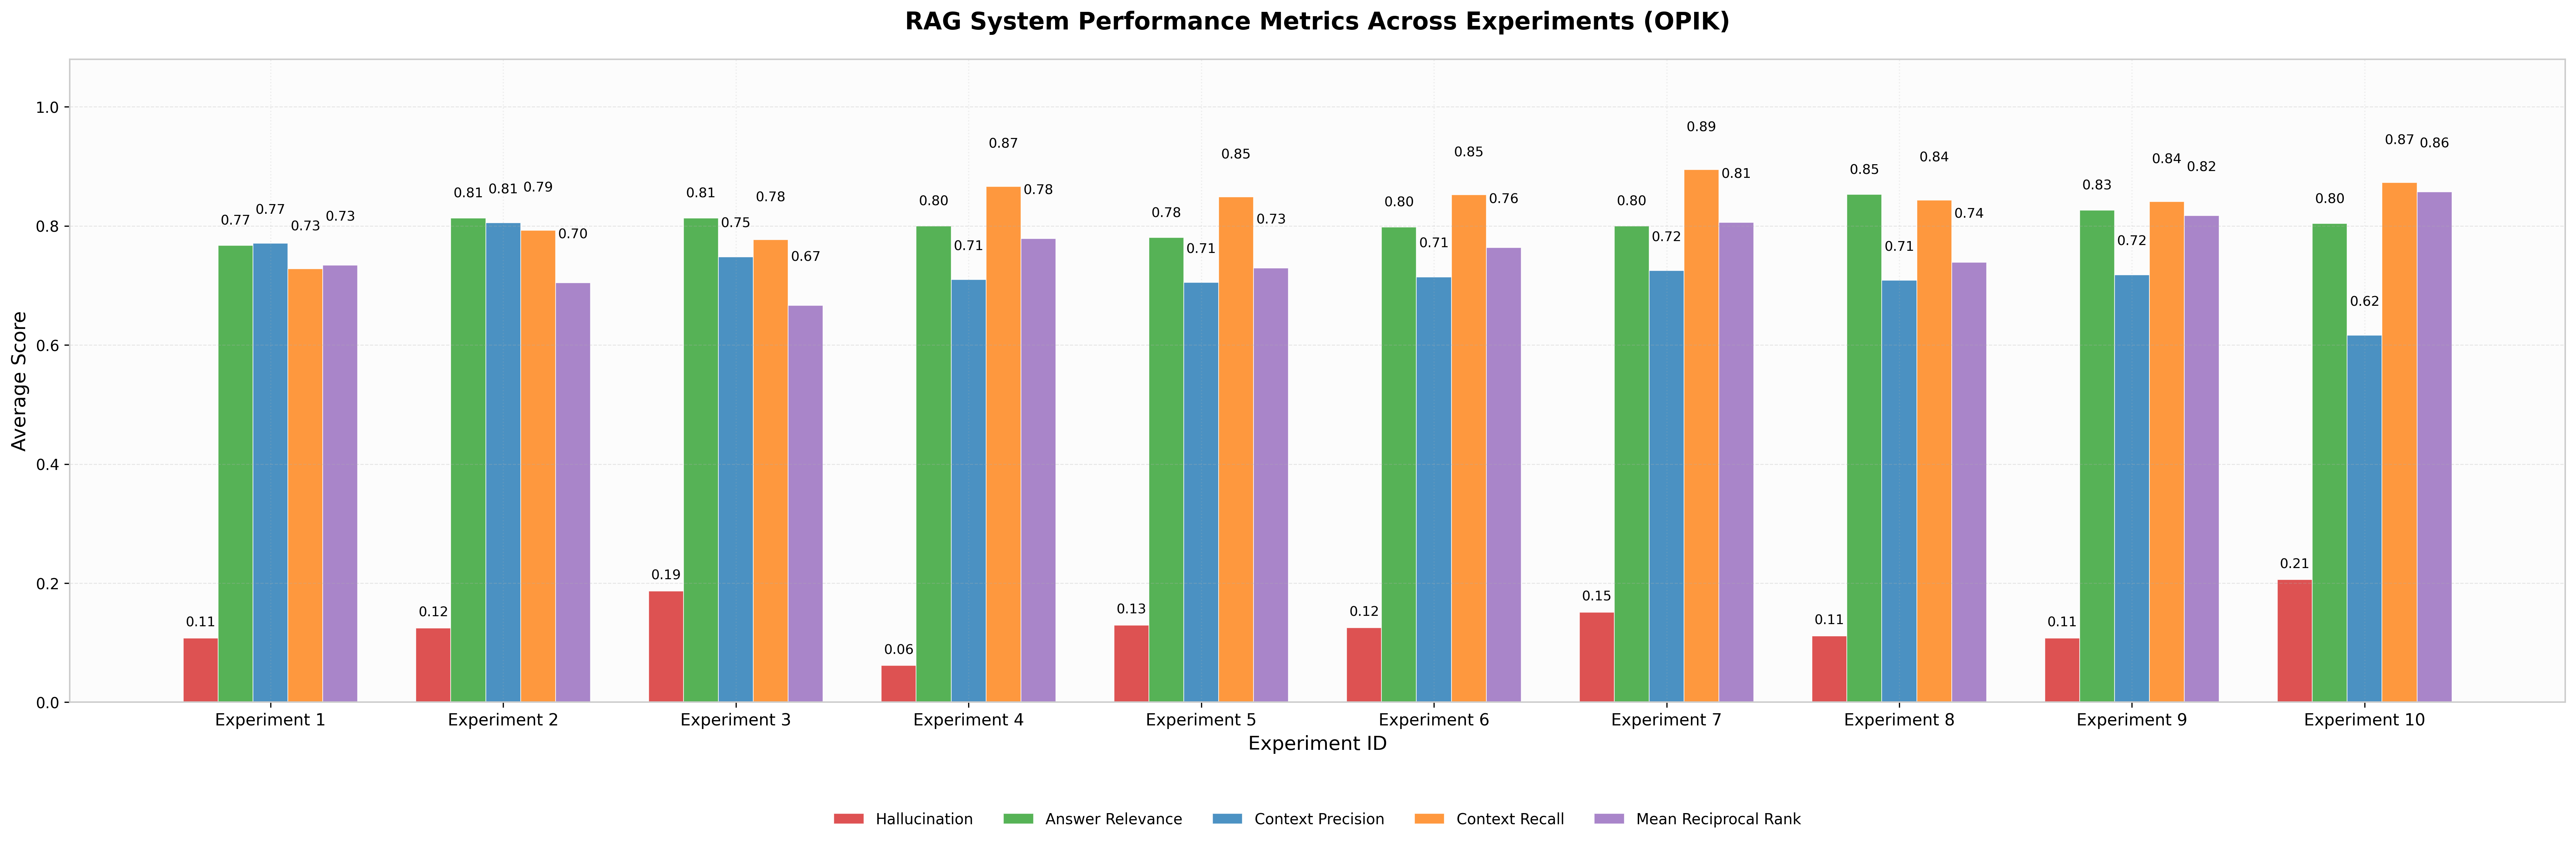 RAG System Performance Metrics Across Experiments (OPIK)
Average Score
1.0
0.8
0.6
0.4
0.2
0.0
0.11 0.77 0.77 0.73 0.73
0.12 0.81 0.81 0.79 0.70
0.19 0.81 0.75 0.78 0.67
0.06 0.80 0.71 0.87 0.78
0.13 0.78 0.71 0.85 0.73
0.12 0.80 0.71 0.85 0.76
0.15 0.80 0.72 0.89 0.81
0.11 0.85 0.71 0.84 0.74
0.11 0.83 0.72 0.84 0.82
0.21 0.80 0.62 0.87 0.86
Experiment 1 Experiment 2 Experiment 3 Experiment 4 Experiment 5 Experiment 6 Experiment 7 Experiment 8 Experiment 9 Experiment 10
Experiment ID
Hallucination Answer Relevance Context Precision Context Recall Mean Reciprocal Rank